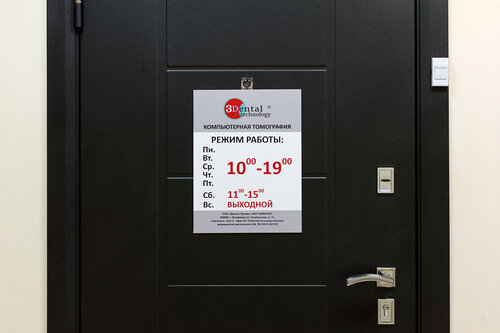 3Dental ®
technology
КОМПЬЮТЕРНАЯ ТОМОГРАФИЯ
РЕЖИМ РАБОТЫ:
Пн.
Вт.
Ср.
Чт.
Пт.
10⁰⁰-19⁰⁰
Сб. 11⁰⁰-15⁰⁰
Вс. ВЫХОДНОЙ